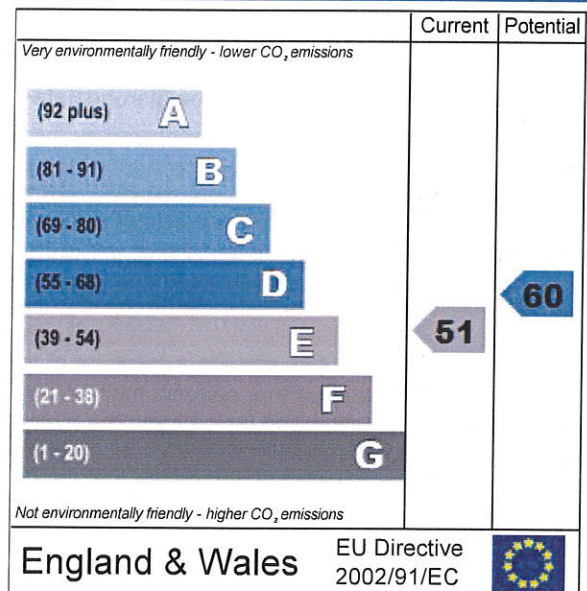 Current Potential
Very environmentally friendly - lower CO₂ emissions
(92 plus) A
(81 - 91) B
(69 - 80) C
(55 - 68) D
60
(39 - 54) E
51
(21 - 38) F
(1 - 20) G
Not environmentally friendly - higher CO₂ emissions
England & Wales
EU Directive
2002/91/EC